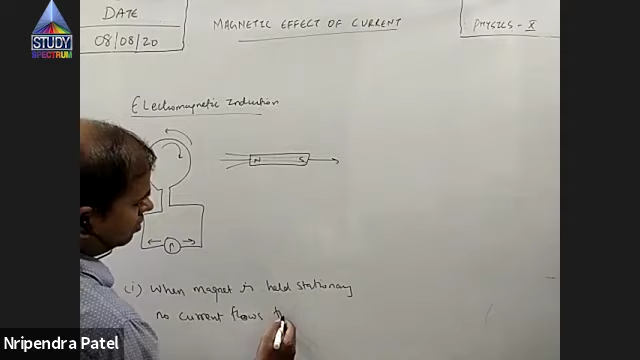 DATE
08/08/20
MAGNETIC EFFECT OF CURRENT
PHYSICS - X
STUDY
SPECTRUM
Electromagnetic Induction
N S
(i) When magnet is held stationary
no current flows
Nripendra Patel